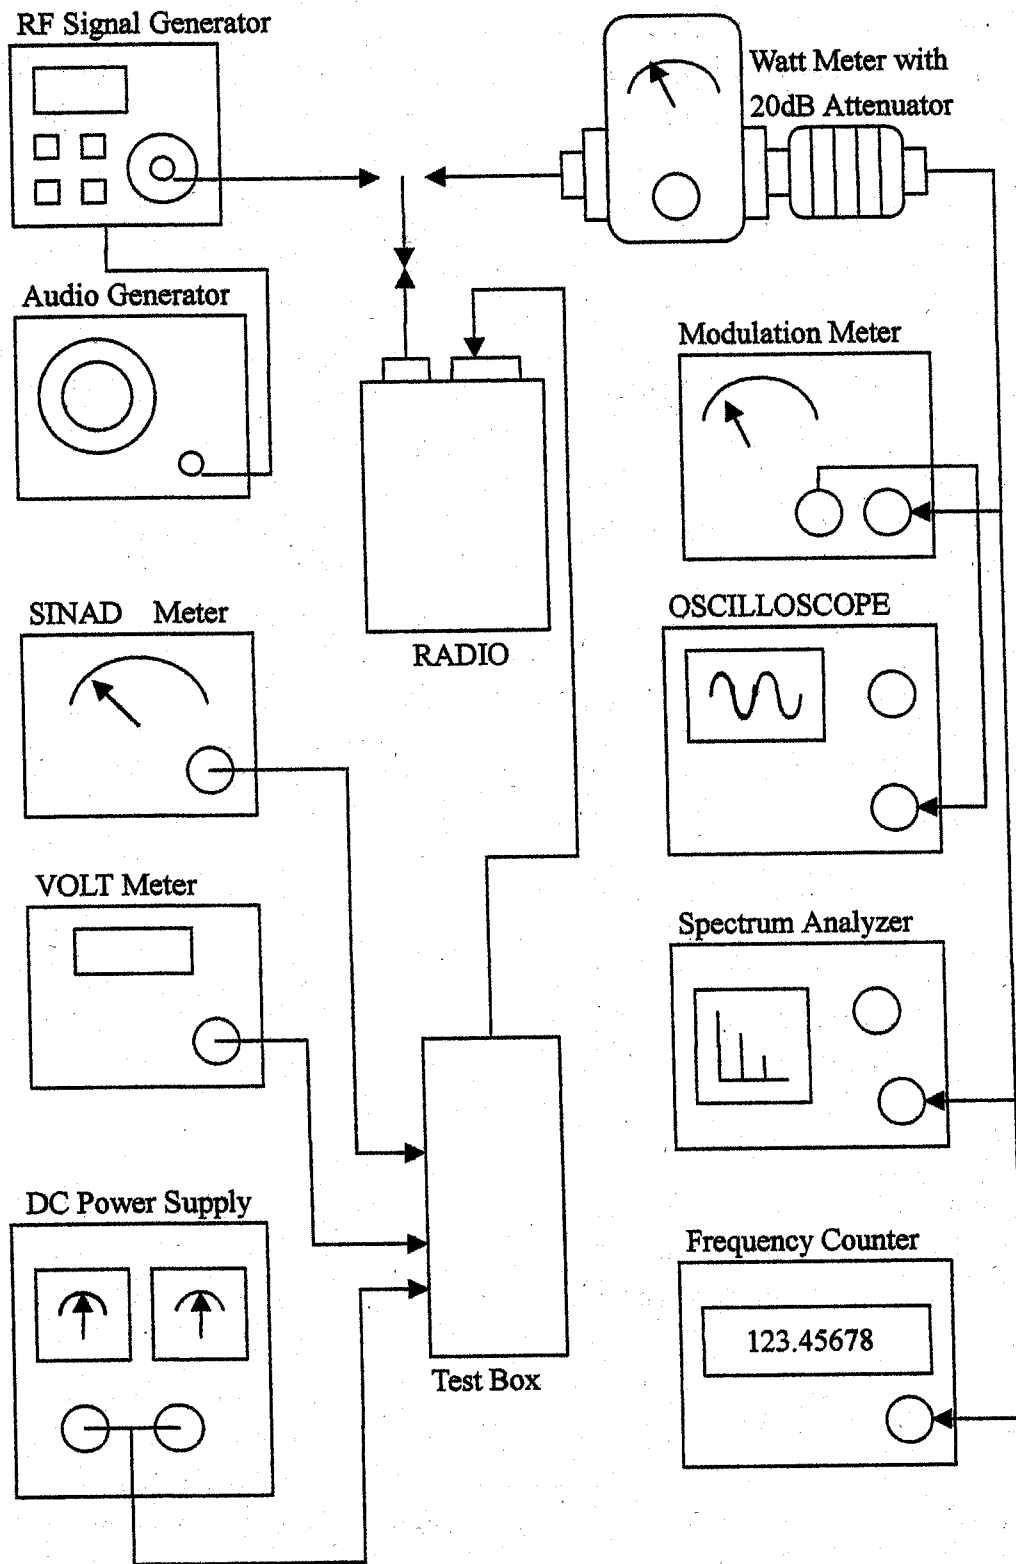 RF Signal Generator
Watt Meter with
20dB Attenuator
Audio Generator
Modulation Meter
SINAD Meter
RADIO
OSCILLOSCOPE
VOLT Meter
Spectrum Analyzer
DC Power Supply
Frequency Counter
123.45678
Test Box